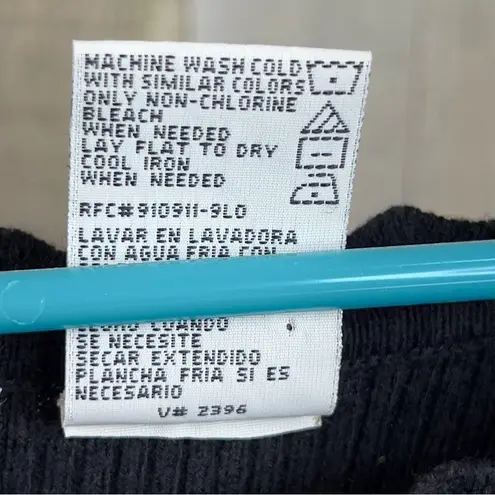 MACHINE WASH COLD
WITH SIMILAR COLORS
ONLY NON-CHLORINE
BLEACH
WHEN NEEDED
LAY FLAT TO DRY
COOL IRON
WHEN NEEDED
RFC#910911-9L0
LAVAR EN LAVADORA
CON AGUA FRIA CON
CUANDO
SE NECESITE
SECAR EXTENDIDO
PLANCHA FRIA SI ES
NECESARIO
V# 2396